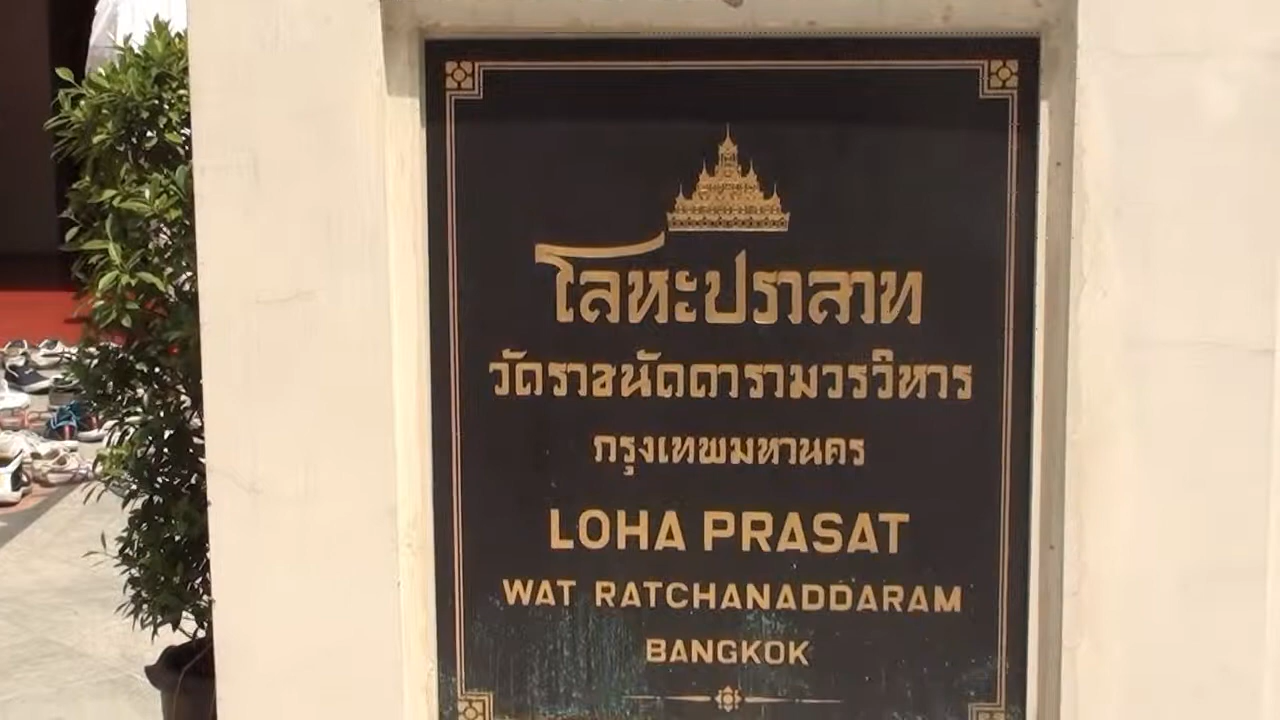 โลหะปราสาท
วัดราชนัดดารามวรวิหาร
กรุงเทพมหานคร
LOHA PRASAT
WAT RATCHANADDARAM
BANGKOK